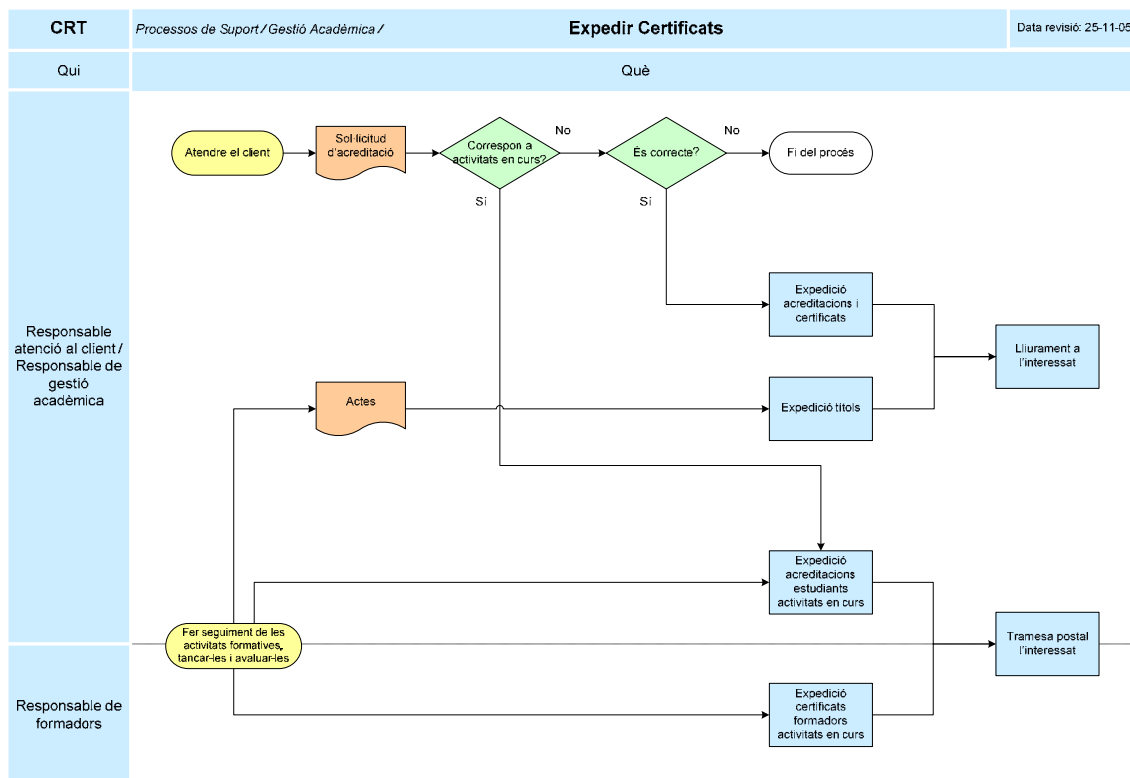 CRT
Processos de Suport / Gestió Acadèmica /
Expedir Certificats
Data revisió: 25-11-05
Qui
Què
Atendre el client
Sol·licitud
d'acreditació
Correspon a
activitats en curs?
No
És correcte?
No
Fi del procés
Sí
Sí
Expedició
acreditacions i
certificats
Responsable
atenció al client /
Responsable de
gestió
acadèmica
Lliurament a
l'interessat
Actes
Expedició títols
Expedició
acreditacions
estudiants
activitats en curs
Fer seguiment de les
activitats formatives,
tancar-les i avaluar-les
Tramesa postal
l'interessat
Responsable de
formadors
Expedició
certificats
formadors
activitats en curs